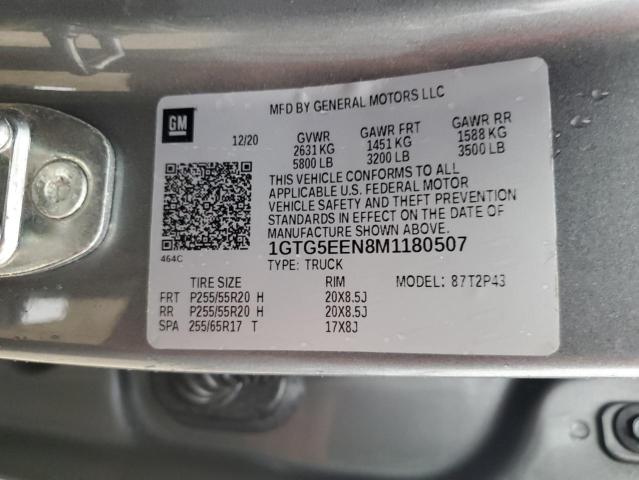 MFD BY GENERAL MOTORS LLC
GM
12/20 GVWR GAWR FRT GAWR RR
2631 KG 1451 KG 1588 KG
5800 LB 3200 LB 3500 LB
THIS VEHICLE CONFORMS TO ALL
APPLICABLE U.S. FEDERAL MOTOR
VEHICLE SAFETY AND THEFT PREVENTION
STANDARDS IN EFFECT ON THE DATE OF
MANUFACTURE SHOWN ABOVE.
464C 1GTG5EEN8M1180507
TYPE: TRUCK MODEL: 87T2P43
TIRE SIZE RIM
FRT P255/55R20 H 20X8.5J
RR P255/55R20 H 20X8.5J
SPA 255/65R17 T 17X8J